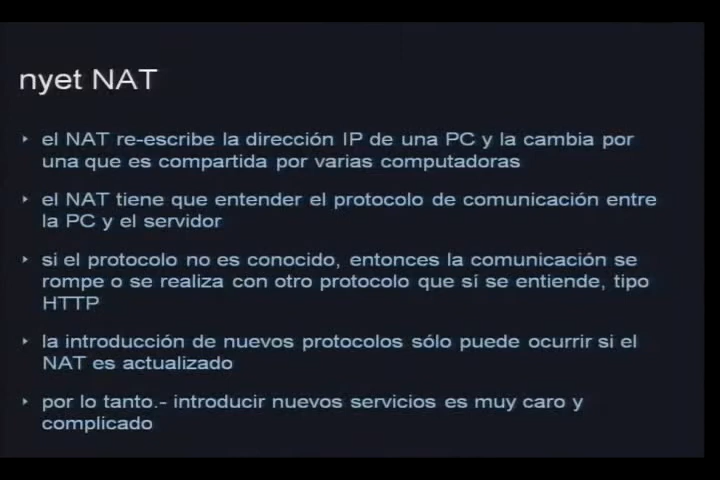 nyet NAT
el NAT re-escribe la dirección IP de una PC y la cambia por
una que es compartida por varias computadoras
el NAT tiene que entender el protocolo de comunicación entre
la PC y el servidor
si el protocolo no es conocido, entonces la comunicación se
rompe o se realiza con otro protocolo que sí se entiende, tipo
HTTP
la introducción de nuevos protocolos sólo puede ocurrir si el
NAT es actualizado
por lo tanto.- introducir nuevos servicios es muy caro y
complicado